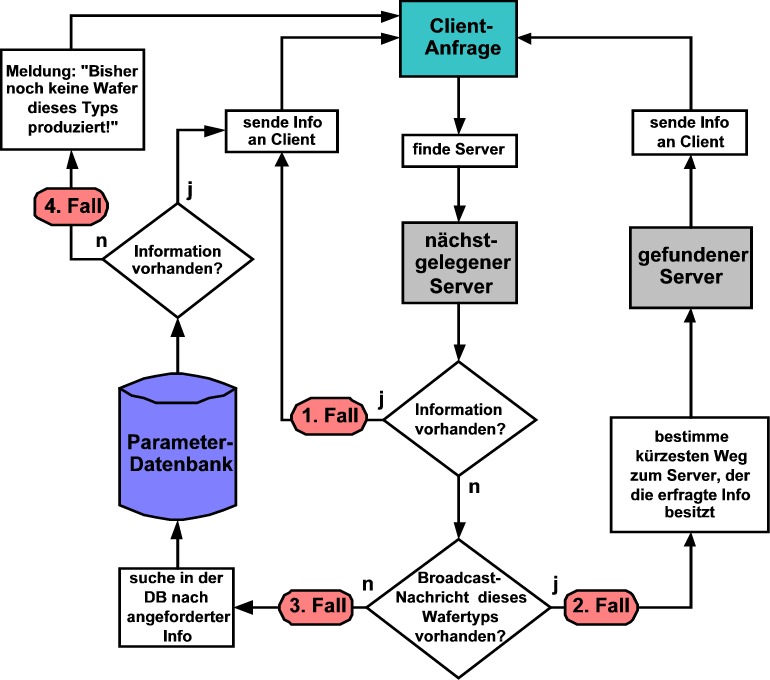 Client-
Anfrage
Meldung: "Bisher
noch keine Wafer
dieses Typs
produziert!"
sende Info
an Client
finde Server
sende Info
an Client
4. Fall
j
n
Information
vorhanden?
nächst-
gelegener
Server
gefundener
Server
1. Fall
j
Information
vorhanden?
Parameter-
Datenbank
bestimme
kürzesten Weg
zum Server, der
die erfragte Info
besitzt
n
suche in der
DB nach
angeforderter
Info
3. Fall
n
Broadcast-
Nachricht dieses
Wafertyps
vorhanden?
j
2. Fall